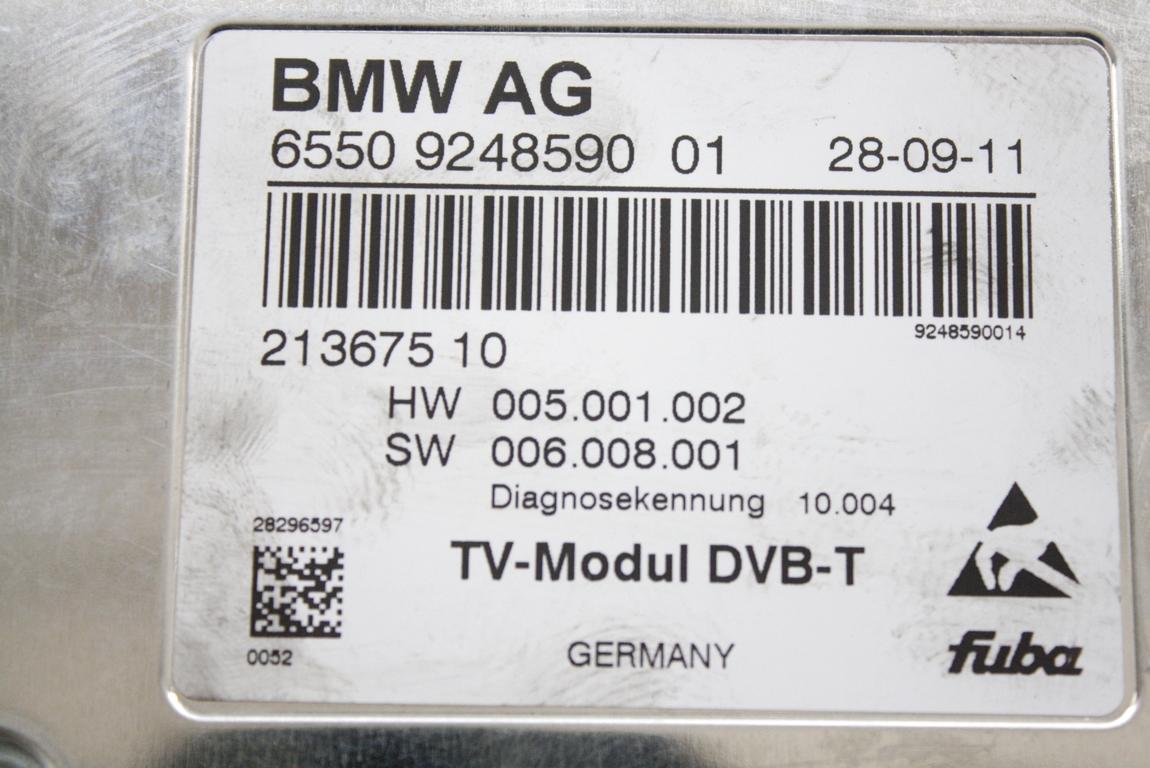 BMW AG
6550 9248590 01 28-09-11
9248590014
213675 10
HW 005.001.002
SW 006.008.001
Diagnosekennung 10.004
28296597
TV-Modul DVB-T
0052
GERMANY
fuba